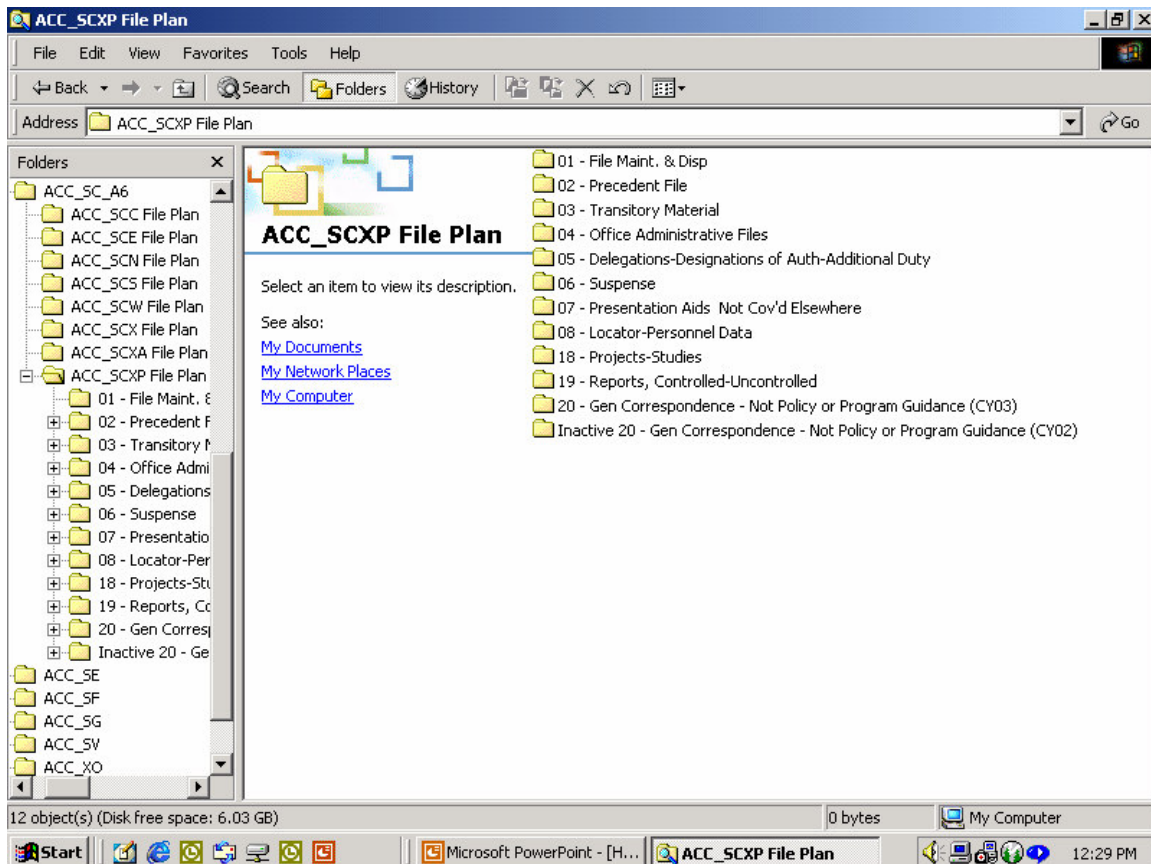 ACC_SCXP File Plan
File Edit View Favorites Tools Help
Back Search Folders History
Address ACC_SCXP File Plan Go
Folders
ACC_SC_A6
ACC_SCC File Plan
ACC_SCE File Plan
ACC_SCN File Plan
ACC_SCS File Plan
ACC_SCW File Plan
ACC_SCX File Plan
ACC_SCXA File Plan
ACC_SCXP File Plan
01 - File Maint. &
02 - Precedent F
03 - Transitory M
04 - Office Admi
05 - Delegations
06 - Suspense
07 - Presentatio
08 - Locator-Per
18 - Projects-Stu
19 - Reports, Co
20 - Gen Corresp
Inactive 20 - Ge
ACC_SE
ACC_SF
ACC_SG
ACC_SV
ACC_XO
ACC_SCXP File Plan
Select an item to view its description.
See also:
My Documents
My Network Places
My Computer
01 - File Maint. & Disp
02 - Precedent File
03 - Transitory Material
04 - Office Administrative Files
05 - Delegations-Designations of Auth-Additional Duty
06 - Suspense
07 - Presentation Aids Not Cov'd Elsewhere
08 - Locator-Personnel Data
18 - Projects-Studies
19 - Reports, Controlled-Uncontrolled
20 - Gen Correspondence - Not Policy or Program Guidance (CY03)
Inactive 20 - Gen Correspondence - Not Policy or Program Guidance (CY02)
12 object(s) (Disk free space: 6.03 GB) 0 bytes My Computer
Start Microsoft PowerPoint - [H... ACC_SCXP File Plan 12:29 PM